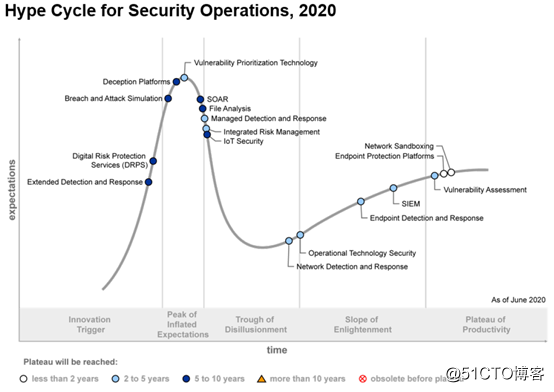 Hype Cycle for Security Operations, 2020
Vulnerability Prioritization Technology
Deception Platforms
Breach and Attack Simulation
SOAR
File Analysis
Managed Detection and Response
Integrated Risk Management
IoT Security
Digital Risk Protection
Services (DRPS)
Extended Detection and Response
Network Sandboxing
Endpoint Protection Platforms
Vulnerability Assessment
SIEM
Endpoint Detection and Response
Operational Technology Security
Network Detection and Response
expectations
As of June 2020
Innovation
Trigger
Peak of
Inflated
Expectations
Trough of
Disillusionment
Slope of
Enlightenment
Plateau of
Productivity
time
Plateau will be reached:
less than 2 years
2 to 5 years
5 to 10 years
more than 10 years
obsolete before
@51CTO博客